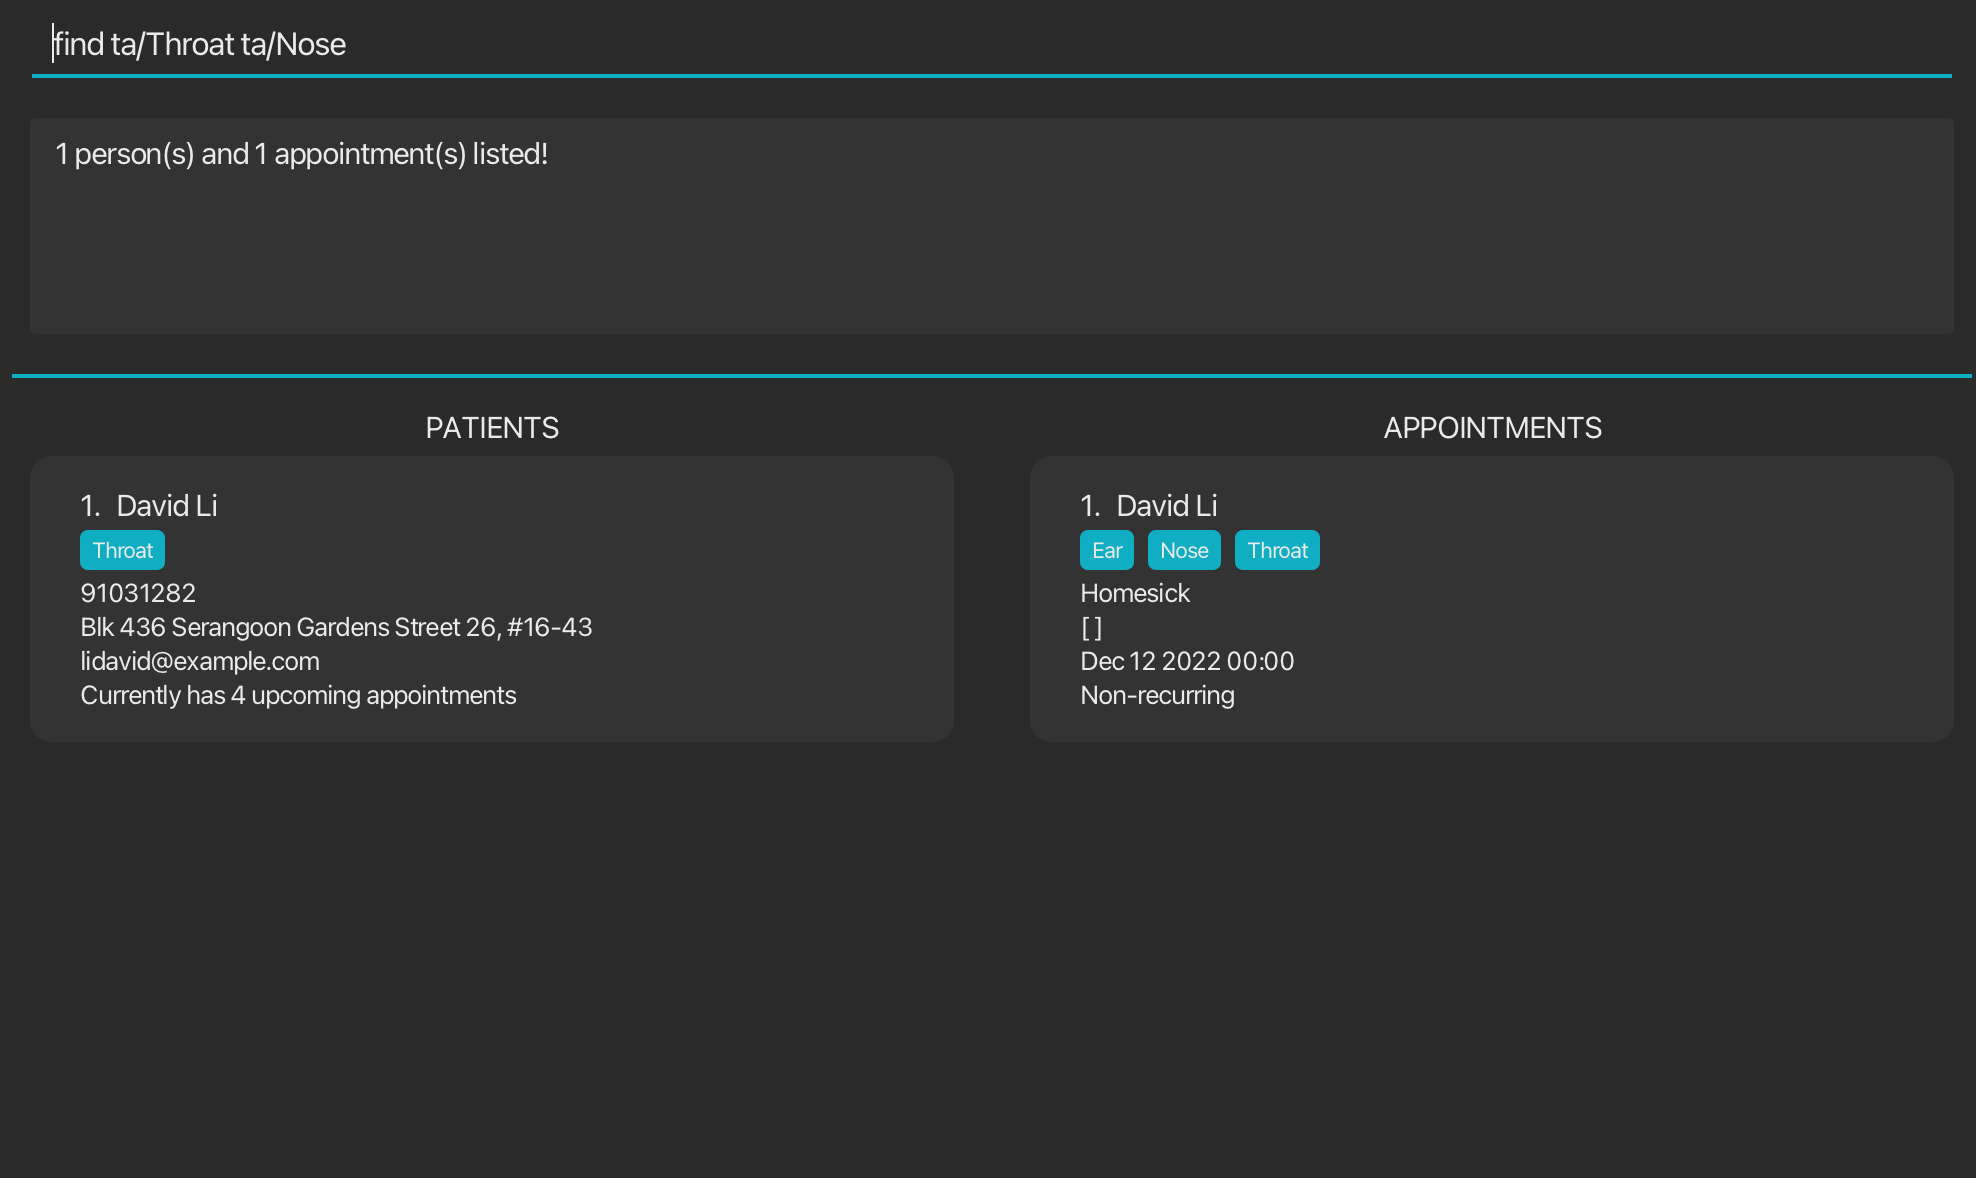 find ta/Throat ta/Nose
1 person(s) and 1 appointment(s) listed!
PATIENTS
1. David Li
Throat
91031282
Blk 436 Serangoon Gardens Street 26, #16-43
lidavid@example.com
Currently has 4 upcoming appointments
APPOINTMENTS
1. David Li
Ear Nose Throat
Homesick
[ ]
Dec 12 2022 00:00
Non-recurring